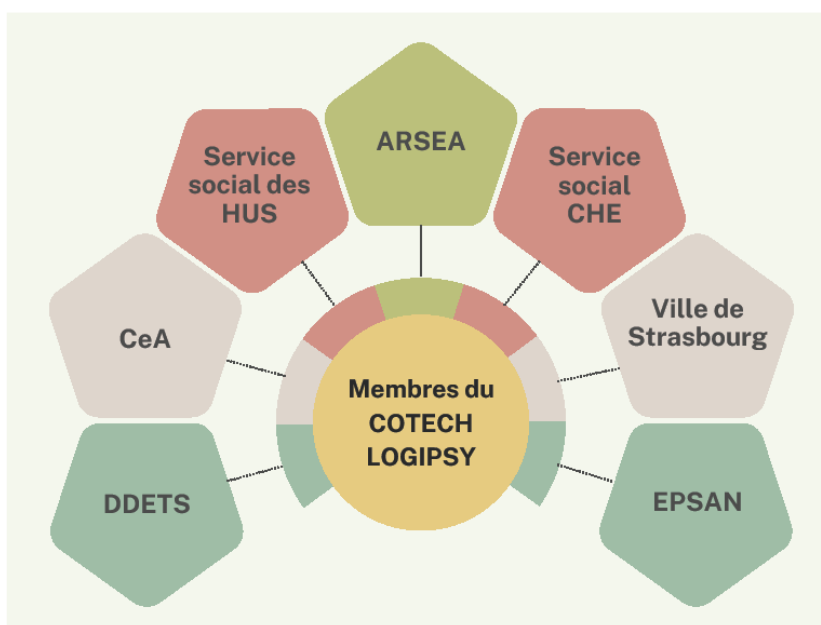 ARSEA
Service
social des
HUS
Service
social
CHE
CeA
Ville de
Strasbourg
Membres du
COTECH
LOGIPSY
DDETS
EPSAN